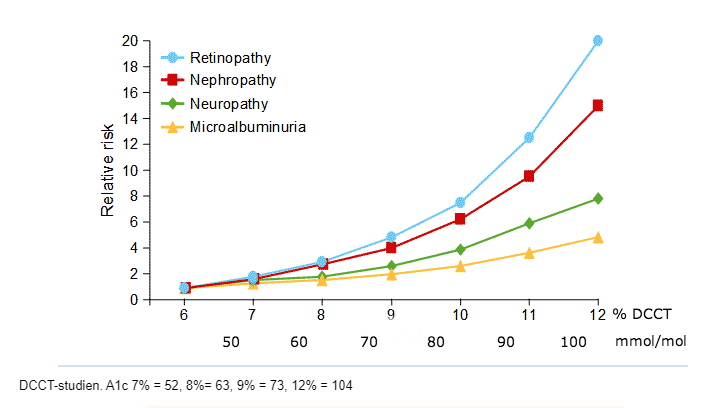 20
18
16
14
12
10
8
6
4
2
0
Relative risk
Retinopathy
Nephropathy
Neuropathy
Microalbuminuria
6 7 8 9 10 11 12 % DCCT
50 60 70 80 90 100 mmol/mol
DCCT-studien. A1c 7% = 52, 8%= 63, 9% = 73, 12% = 104